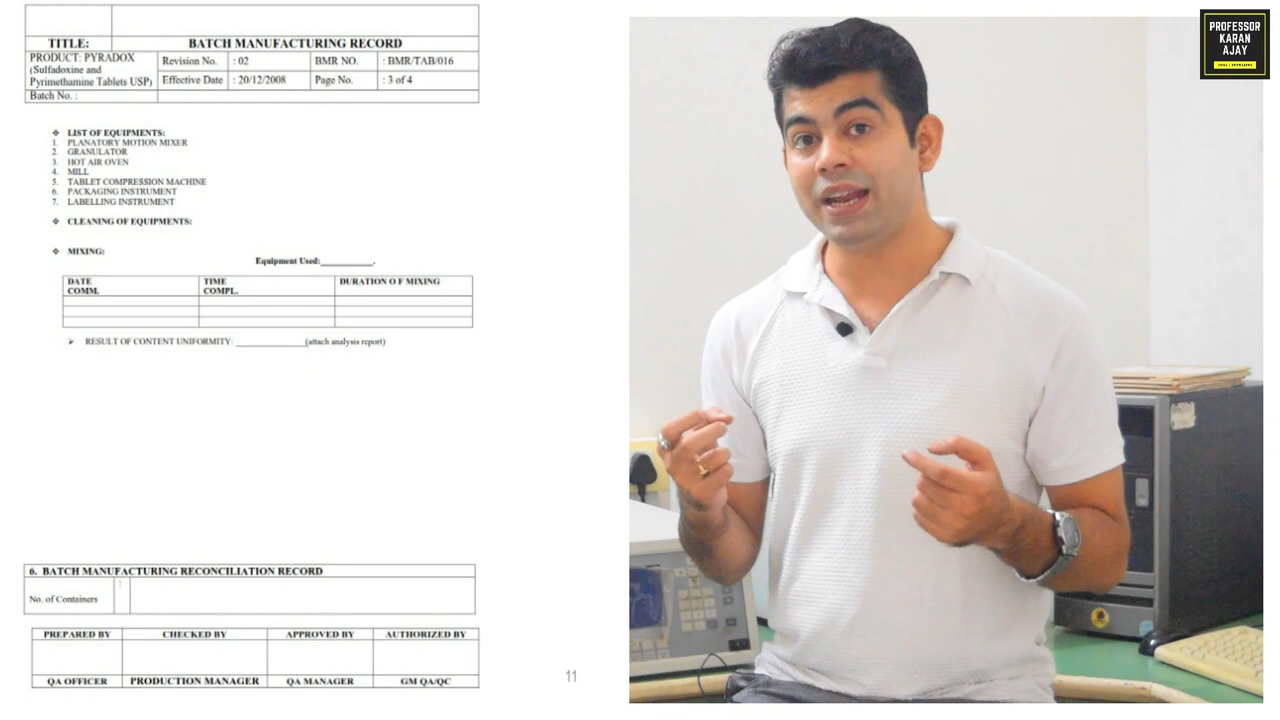 TITLE:
BATCH MANUFACTURING RECORD
PRODUCT: PYRADOX
(Sulfadoxine and
Pyrimethamine Tablets USP)
Revision No. : 02 BMR NO. : BMR/TAB/016
Effective Date : 20/12/2008 Page No. : 3 of 4
Batch No. :
❖ LIST OF EQUIPMENTS:
1. PLANATORY MOTION MIXER
2. GRANULATOR
3. HOT AIR OVEN
4. MILL
5. TABLET COMPRESSION MACHINE
6. PACKAGING INSTRUMENT
7. LABELLING INSTRUMENT
❖ CLEANING OF EQUIPMENTS:
❖ MIXING:
Equipment Used:___________.
DATE TIME DURATION O F MIXING
COMM. COMPL.
➢ RESULT OF CONTENT UNIFORMITY: ________________(attach analysis report)
6. BATCH MANUFACTURING RECONCILIATION RECORD
No. of Containers :
PREPARED BY CHECKED BY APPROVED BY AUTHORIZED BY
QA OFFICER PRODUCTION MANAGER QA MANAGER GM QA/QC
11
PROFESSOR
KARAN
AJAY